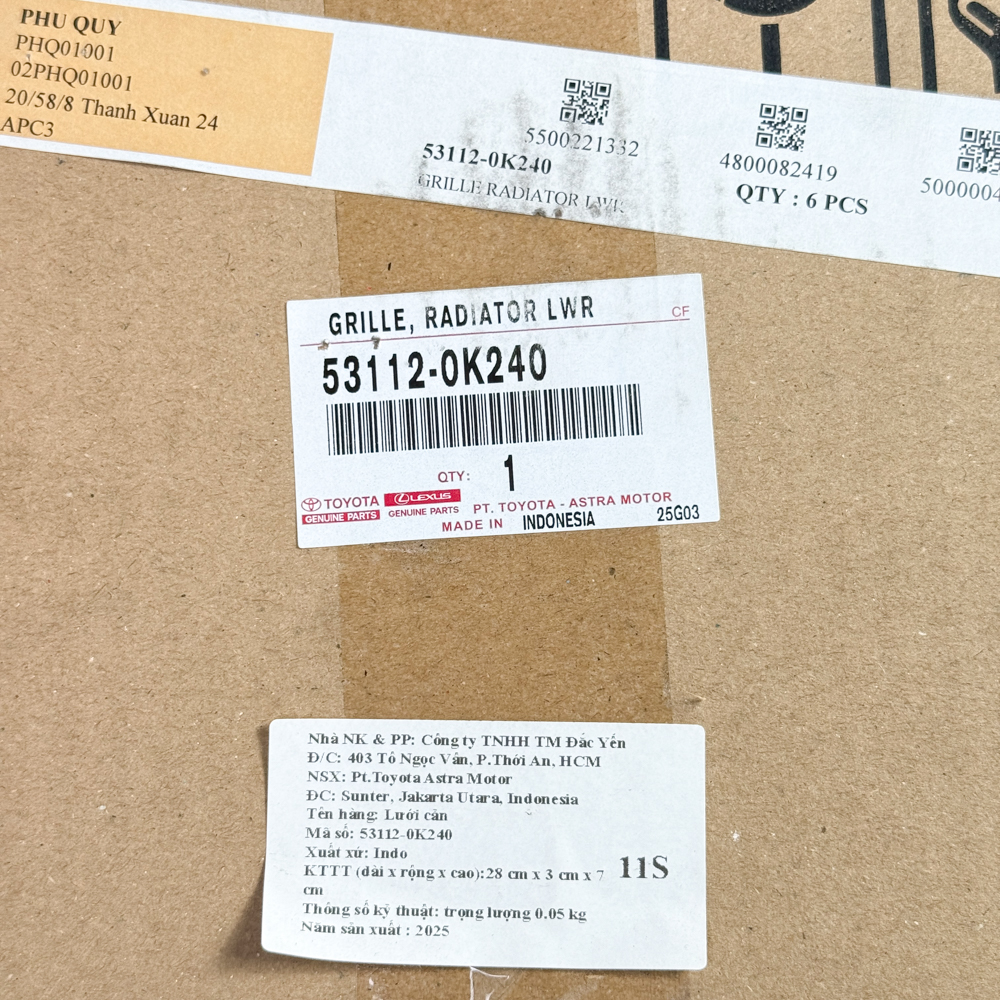 PHU QUY
PHQ01001
02PHQ01001
20/58/8 Thanh Xuan 24
APC3
5500221332
53112-0K240
GRILLE RADIATOR LWR
4800082419
QTY : 6 PCS
5000004
GRILLE, RADIATOR LWR
CF
53112-0K240
QTY: 1
TOYOTA
GENUINE PARTS
LEXUS
GENUINE PARTS
PT. TOYOTA - ASTRA MOTOR
MADE IN INDONESIA
25G03
Nhà NK & PP: Công ty TNHH TM Đắc Yến
Đ/C: 403 Tô Ngọc Vân, P.Thới An, HCM
NSX: Pt.Toyota Astra Motor
ĐC: Sunter, Jakarta Utara, Indonesia
Tên hàng: Lưới cản
Mã số: 53112-0K240
Xuất xứ: Indo
KTTT (dài x rộng x cao):28 cm x 3 cm x 7
cm
11S
Thông số kỹ thuật: trọng lượng 0.05 kg
Năm sản xuất : 2025